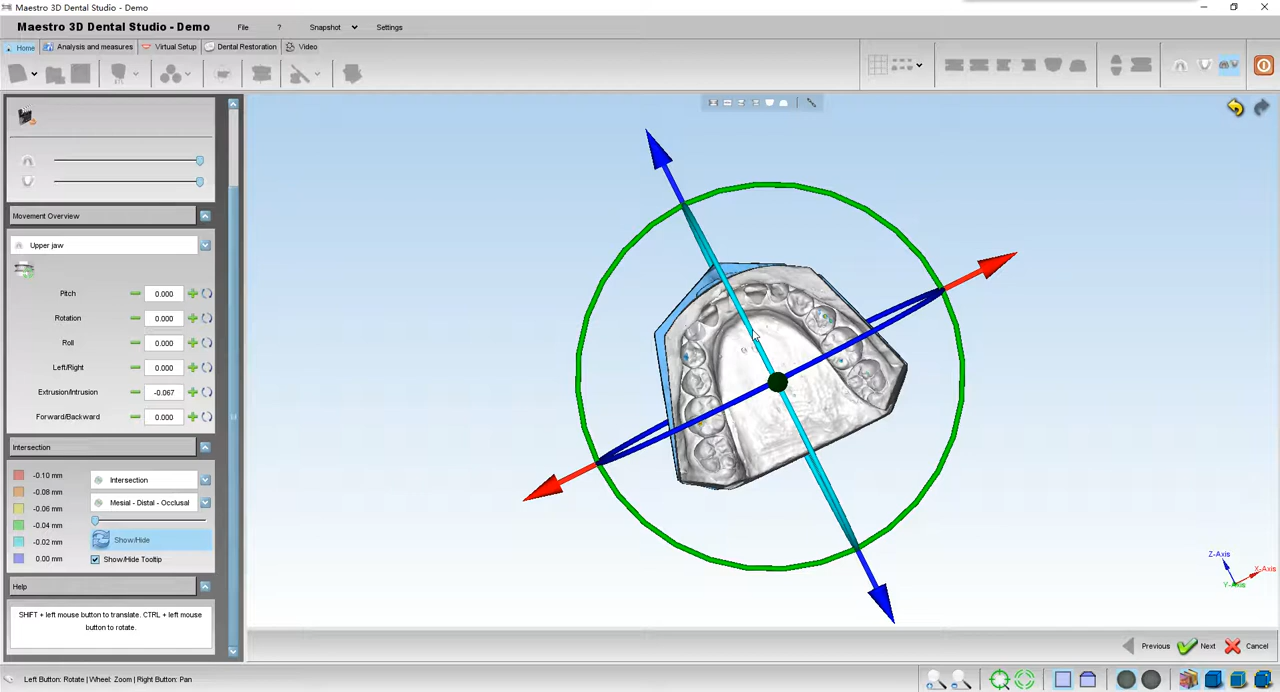 Maestro 3D Dental Studio - Demo
Maestro 3D Dental Studio - Demo
File
?
Snapshot
Settings
Home
Analysis and measures
Virtual Setup
Dental Restoration
Video
Movement Overview
Upper jaw
Pitch
0.000
Rotation
0.000
Roll
0.000
Left/Right
0.000
Extrusion/Intrusion
-0.067
Forward/Backward
0.000
Intersection
-0.10 mm
Intersection
-0.08 mm
Mesial - Distal - Occlusal
-0.06 mm
-0.04 mm
-0.02 mm
Show/Hide
0.00 mm
Show/Hide Tooltip
Help
SHIFT + left mouse button to translate. CTRL + left mouse
button to rotate.
Z-Axis
X-Axis
Y-Axis
Previous
Next
Cancel
Left Button: Rotate | Wheel: Zoom | Right Button: Pan